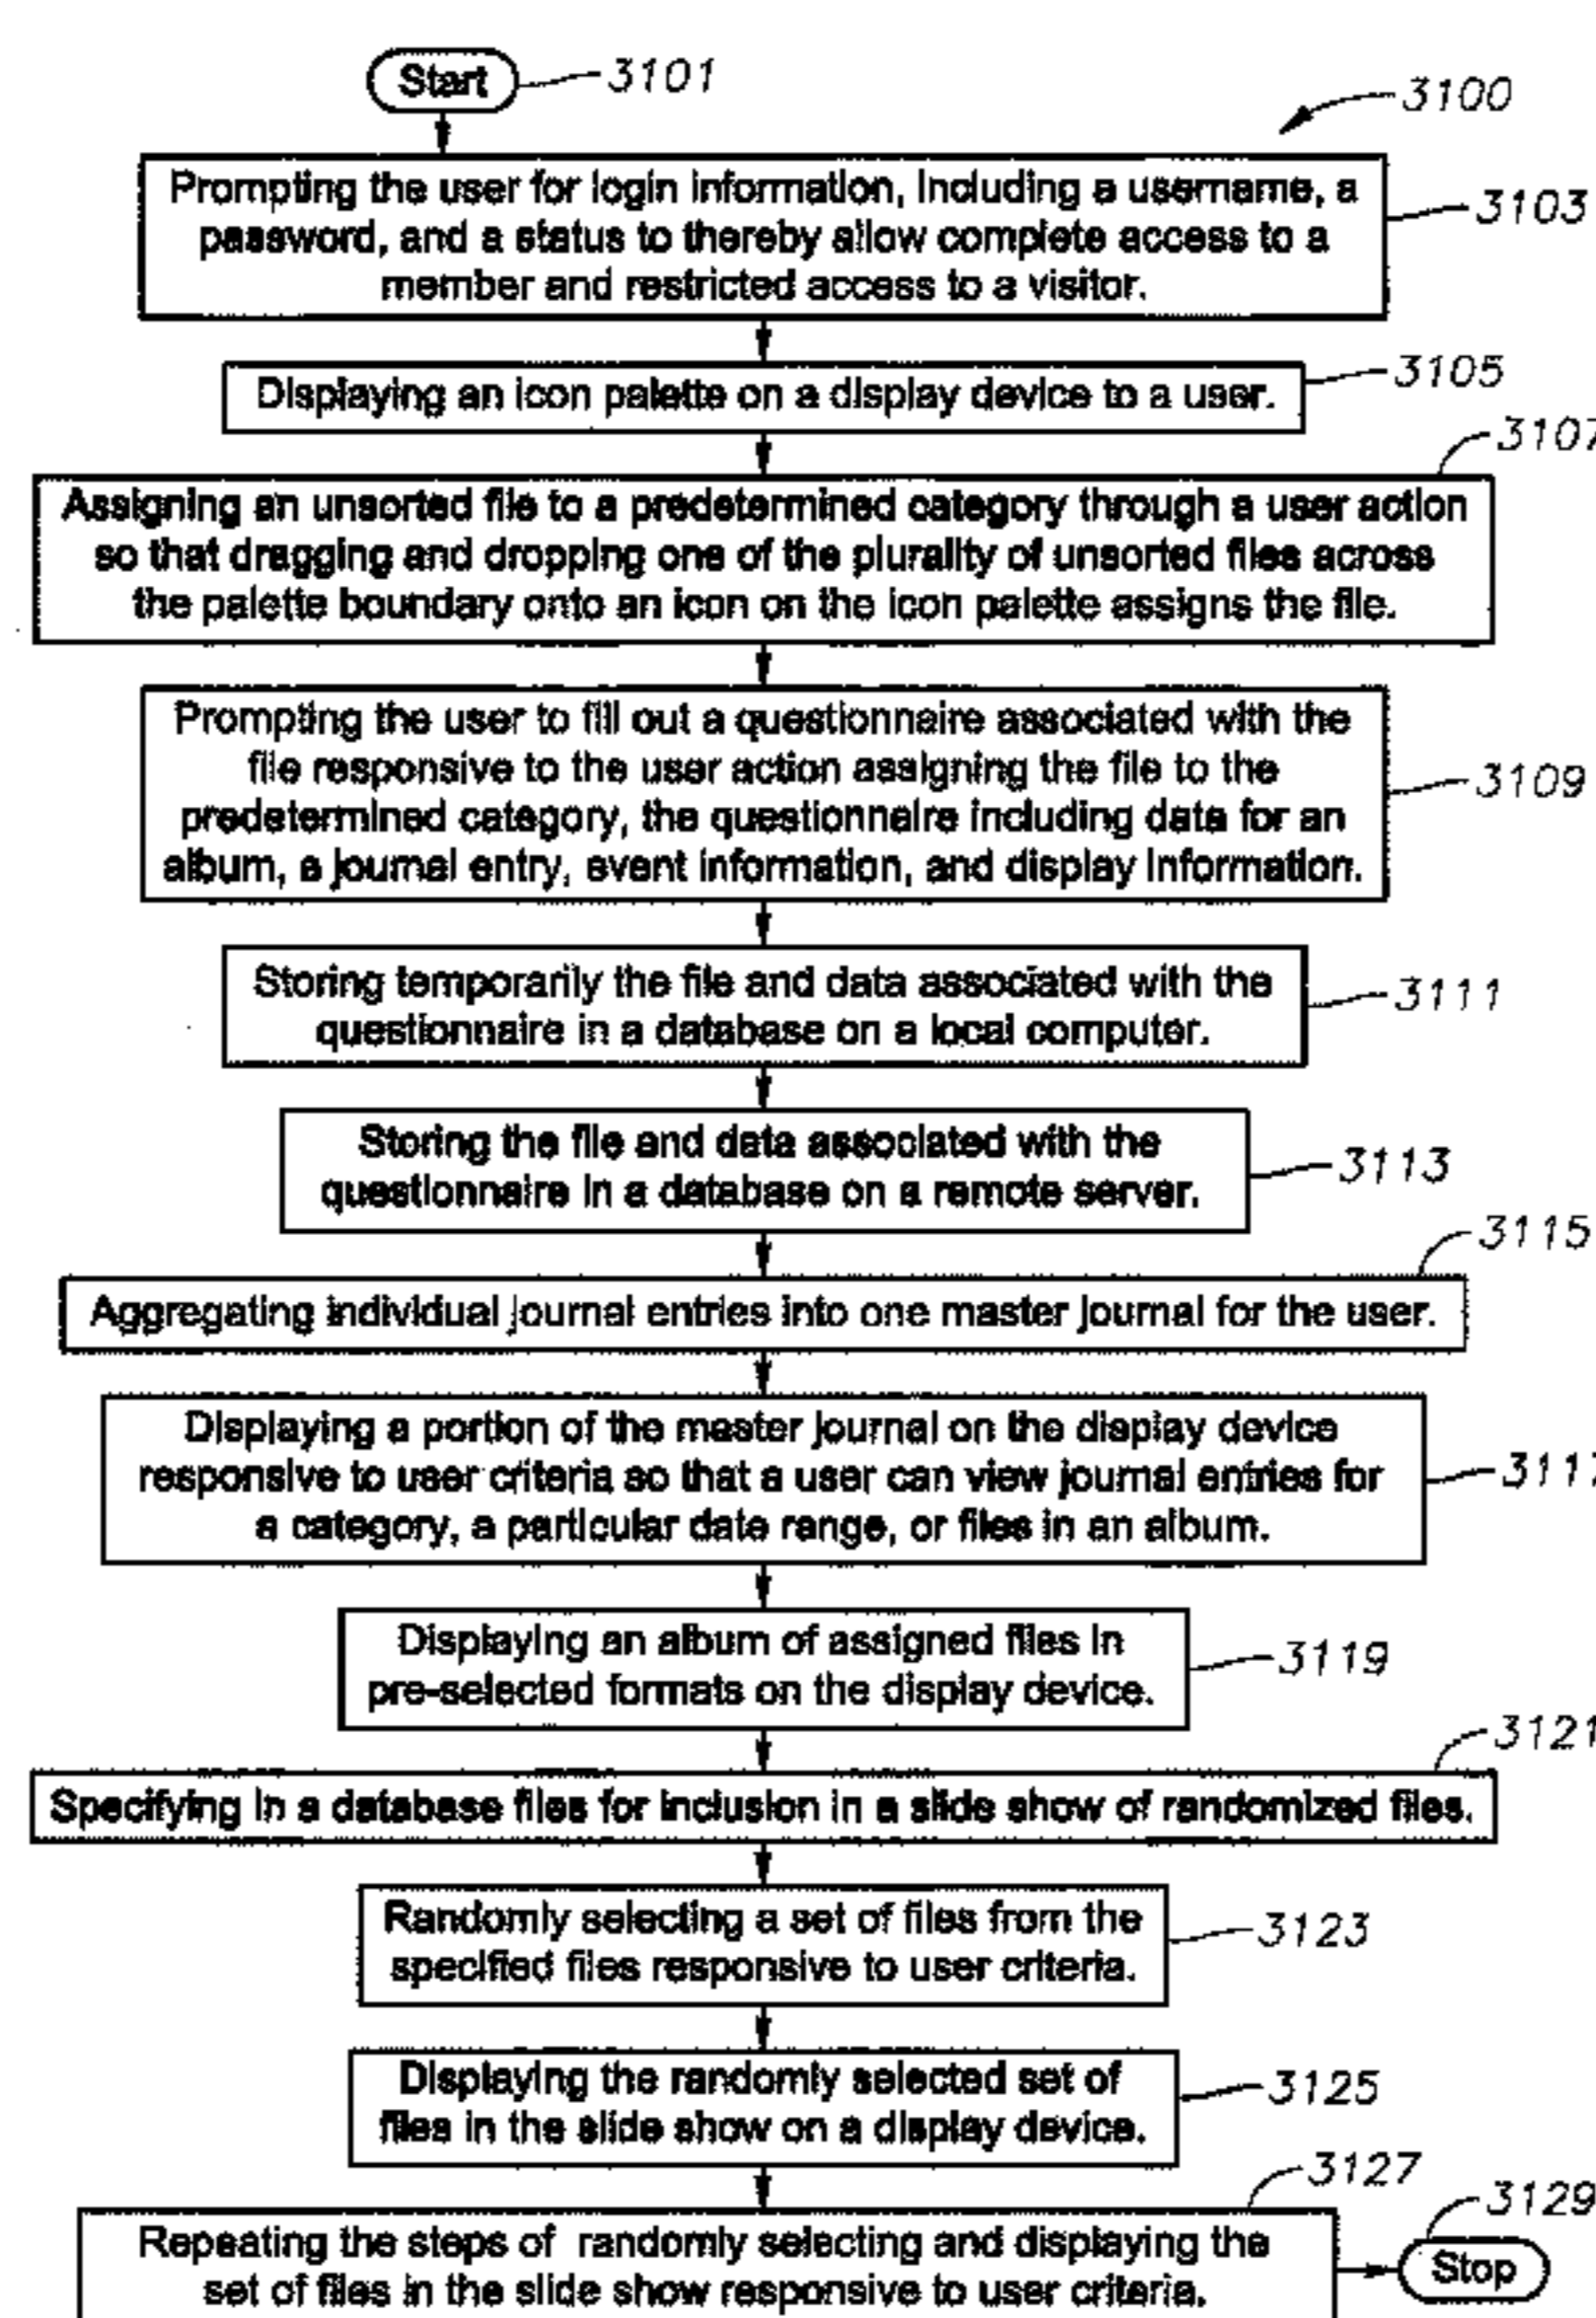 Start
3101
3100
Prompting the user for login information, including a username, a
password, and a status to thereby allow complete access to a
member and restricted access to a visitor.
3103
Displaying an icon palette on a display device to a user.
3105
3107
Assigning an unsorted file to a predetermined category through a user action
so that dragging and dropping one of the plurality of unsorted files across
the palette boundary onto an icon on the icon palette assigns the file.
Prompting the user to fill out a questionnaire associated with the
file responsive to the user action assigning the file to the
predetermined category, the questionnaire including data for an
album, a journal entry, event information, and display information.
3109
Storing temporarily the file and data associated with the
questionnaire in a database on a local computer.
3111
Storing the file and data associated with the
questionnaire in a database on a remote server.
3113
3115
Aggregating individual journal entries into one master journal for the user.
Displaying a portion of the master journal on the display device
responsive to user criteria so that a user can view journal entries for
a category, a particular date range, or files in an album.
3117
Displaying an album of assigned files in
pre-selected formats on the display device.
3119
3121
Specifying in a database files for inclusion in a slide show of randomized files.
Randomly selecting a set of files from the
specified files responsive to user criteria.
3123
Displaying the randomly selected set of
files in the slide show on a display device.
3125
3127
3129
Repeating the steps of randomly selecting and displaying the
set of files in the slide show responsive to user criteria.
Stop